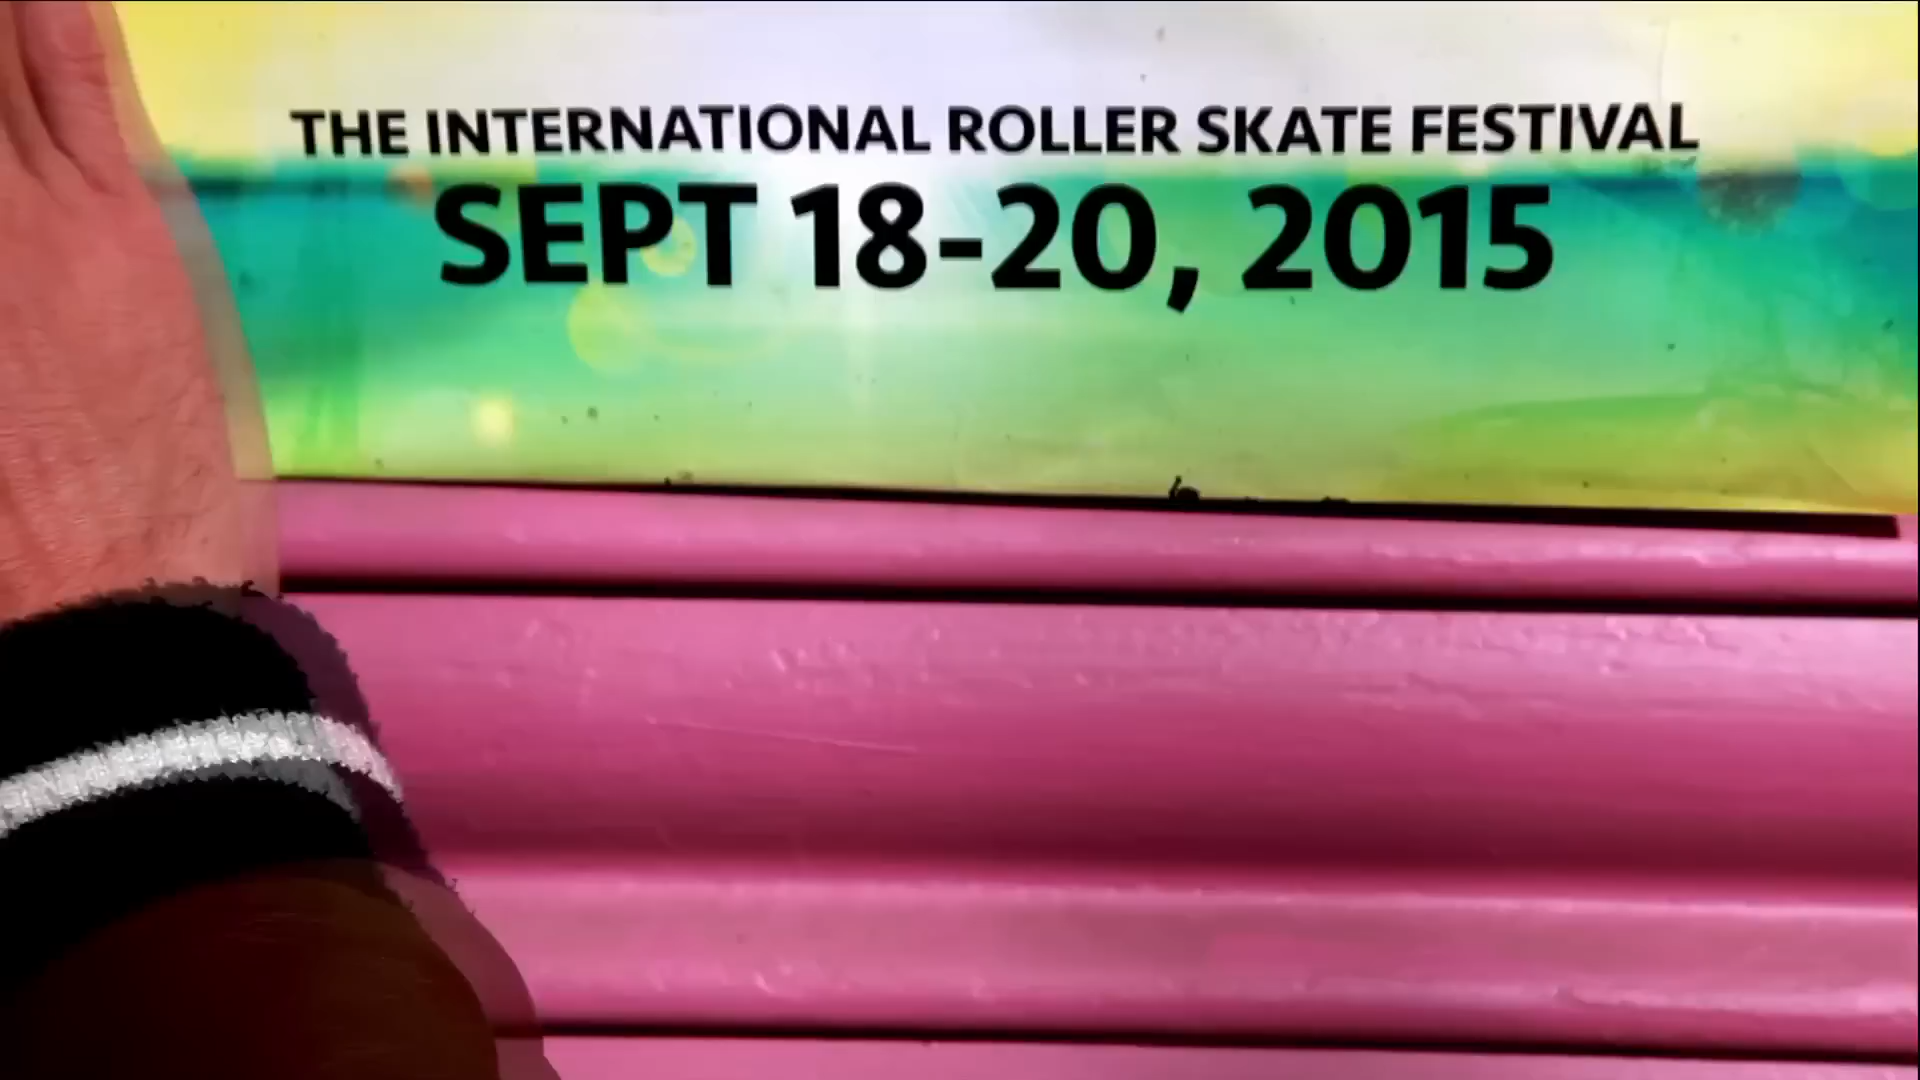 THE INTERNATIONAL ROLLER SKATE FESTIVAL
SEPT 18-20, 2015